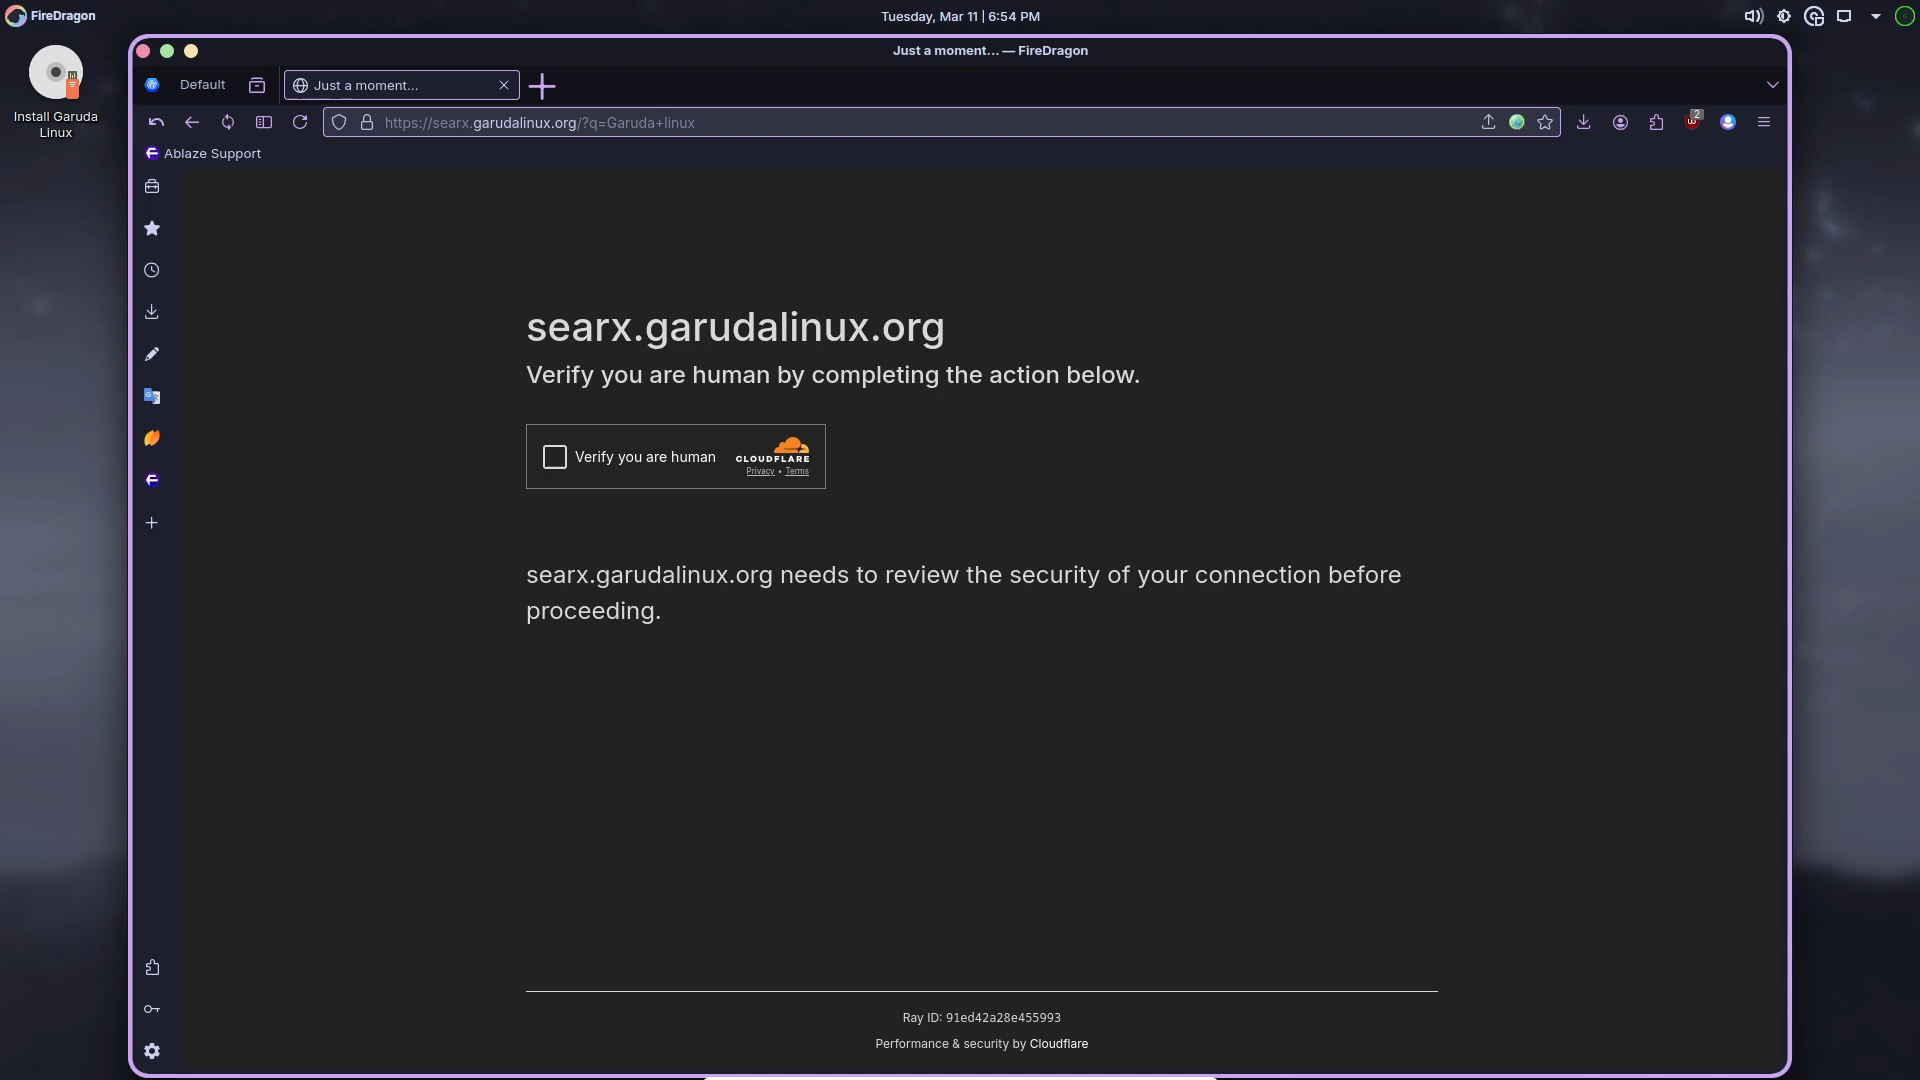 FireDragon
Tuesday, Mar 11 | 6:54 PM
Install Garuda
Linux
Just a moment... — FireDragon
Default
Just a moment...
https://searx.garudalinux.org/?q=Garuda+linux
2
Ablaze Support
searx.garudalinux.org
Verify you are human by completing the action below.
Verify you are human
CLOUDFLARE
Privacy • Terms
searx.garudalinux.org needs to review the security of your connection before
proceeding.
Ray ID: 91ed42a28e455993
Performance & security by Cloudflare